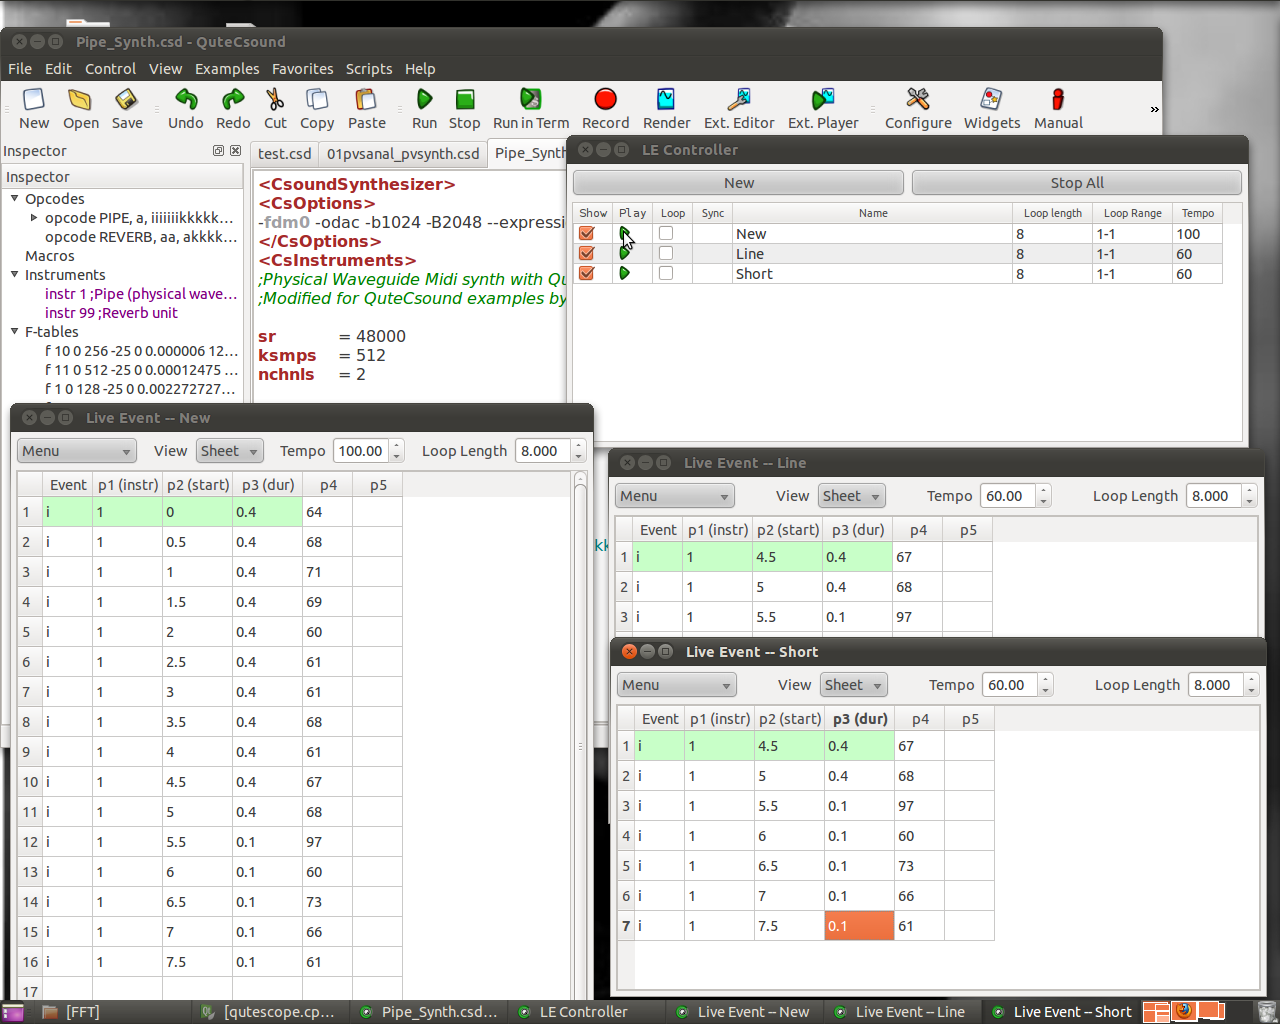 Pipe_Synth.csd - QuteCsound
File Edit Control View Examples Favorites Scripts Help
New Open Save Undo Redo Cut Copy Paste Run Stop Run in Term Record Render Ext. Editor Ext. Player Configure Widgets Manual »
Inspector
Inspector
Opcodes
opcode PIPE, a, iiiiiiikkkkk...
opcode REVERB, aa, akkkk...
Macros
Instruments
instr 1 ;Pipe (physical wave...
instr 99 ;Reverb unit
F-tables
f 10 0 256 -25 0 0.000006 12...
f 11 0 512 -25 0 0.00012475 ...
f 1 0 128 -25 0 0.002272727...
test.csd 01pvsanal_pvsynth.csd Pipe_Synth
<CsoundSynthesizer>
<CsOptions>
-fdm0 -odac -b1024 -B2048 --expressi
</CsOptions>
<CsInstruments>
;Physical Waveguide Midi synth with Qu
;Modified for QuteCsound examples by
sr = 48000
ksmps = 512
nchnls = 2
kk
LE Controller
New Stop All
Show Play Loop Sync Name Loop length Loop Range Tempo
New 8 1-1 100
Line 8 1-1 60
Short 8 1-1 60
Live Event -- New
Menu View Sheet Tempo 100.00 Loop Length 8.000
Event p1 (instr) p2 (start) p3 (dur) p4 p5
1 i 1 0 0.4 64
2 i 1 0.5 0.4 68
3 i 1 1 0.4 71
4 i 1 1.5 0.4 69
5 i 1 2 0.4 60
6 i 1 2.5 0.4 61
7 i 1 3 0.4 61
8 i 1 3.5 0.4 68
9 i 1 4 0.4 61
10 i 1 4.5 0.4 67
11 i 1 5 0.4 68
12 i 1 5.5 0.1 97
13 i 1 6 0.1 60
14 i 1 6.5 0.1 73
15 i 1 7 0.1 66
16 i 1 7.5 0.1 61
17
Live Event -- Line
Menu View Sheet Tempo 60.00 Loop Length 8.000
Event p1 (instr) p2 (start) p3 (dur) p4 p5
1 i 1 4.5 0.4 67
2 i 1 5 0.4 68
3 i 1 5.5 0.1 97
Live Event -- Short
Menu View Sheet Tempo 60.00 Loop Length 8.000
Event p1 (instr) p2 (start) p3 (dur) p4 p5
1 i 1 4.5 0.4 67
2 i 1 5 0.4 68
3 i 1 5.5 0.1 97
4 i 1 6 0.1 60
5 i 1 6.5 0.1 73
6 i 1 7 0.1 66
7 i 1 7.5 0.1 61
[FFT] [qutescope.cp... Pipe_Synth.csd... LE Controller Live Event -- New Live Event -- Line Live Event -- Short